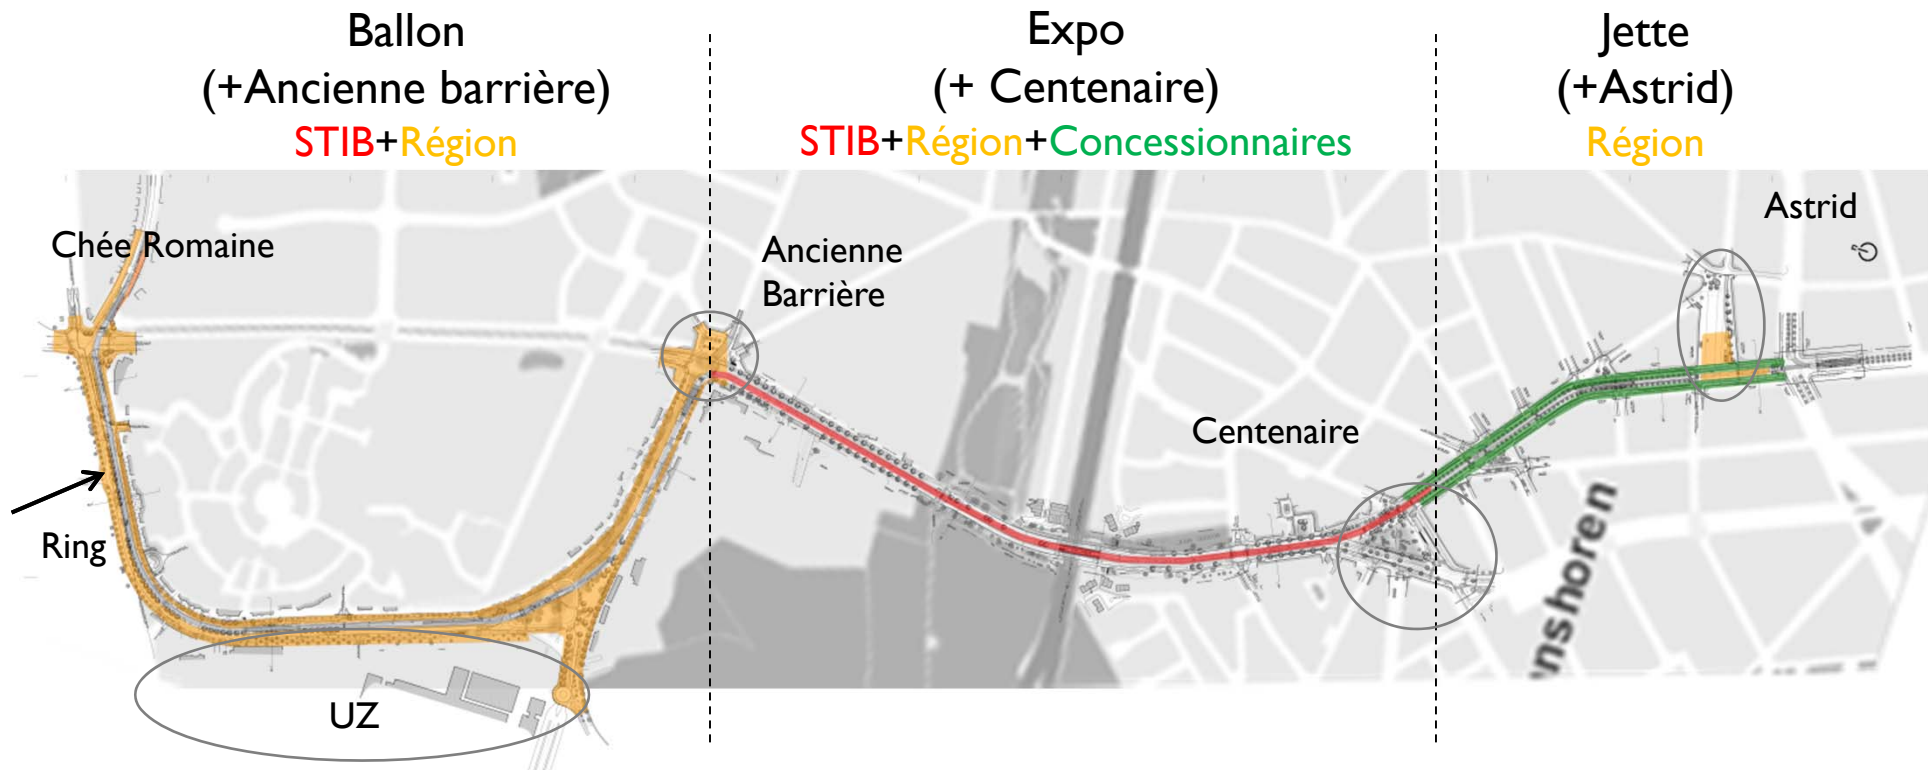 Ballon
(+Ancienne barrière)
STIB+Région
Expo
(+ Centenaire)
STIB+Région+Concessionnaires
Jette
(+Astrid)
Région
Astrid
Chée Romaine
Ancienne
Barrière
Centenaire
Ring
nshoren
UZ